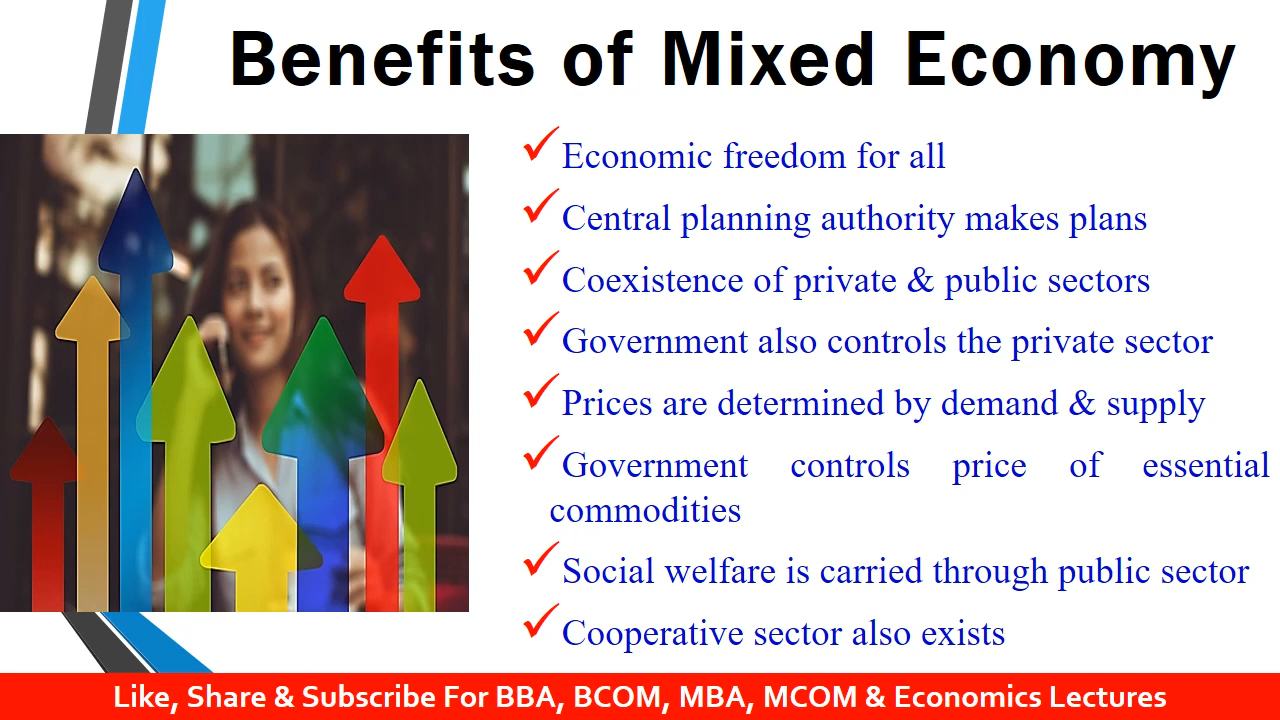 Benefits of Mixed Economy
Economic freedom for all
Central planning authority makes plans
Coexistence of private & public sectors
Government also controls the private sector
Prices are determined by demand & supply
Government controls price of essential
commodities
Social welfare is carried through public sector
Cooperative sector also exists
Like, Share & Subscribe For BBA, BCOM, MBA, MCOM & Economics Lectures